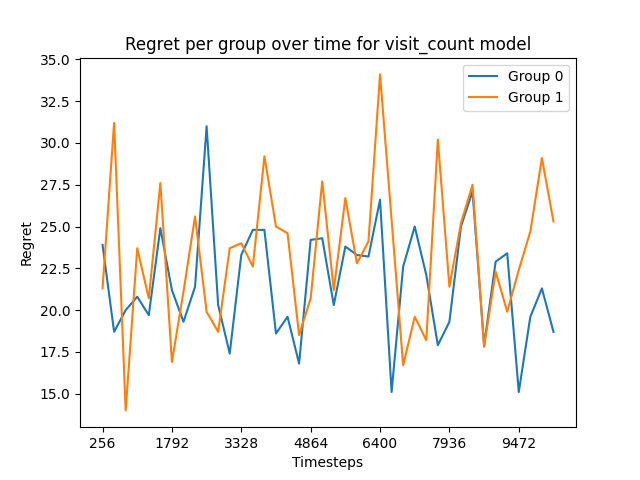 Regret per group over time for visit_count model
35.0
32.5
30.0
27.5
25.0
22.5
20.0
17.5
15.0
Regret
Group 0
Group 1
256 1792 3328 4864 6400 7936 9472
Timesteps